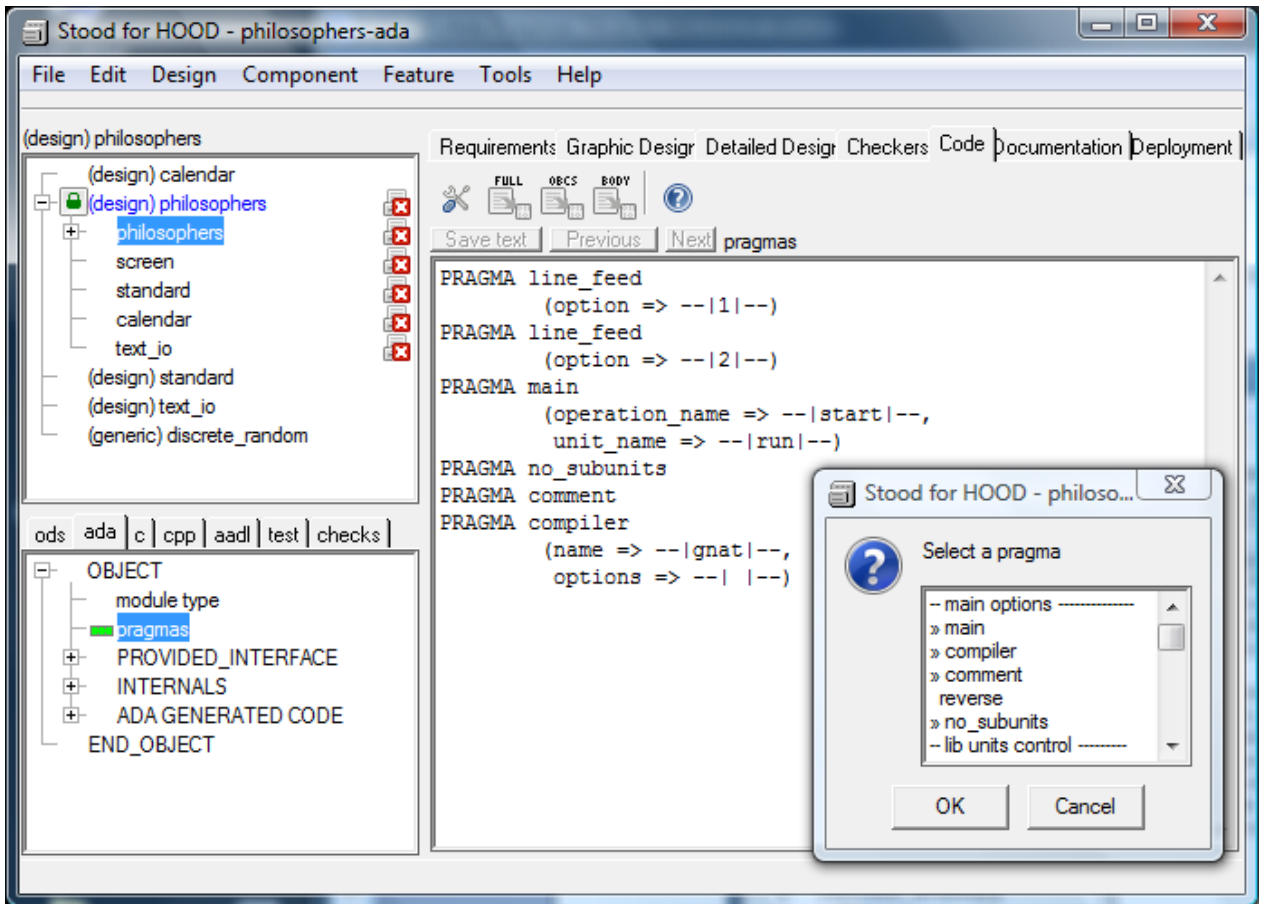 Stood for HOOD - philosophers-ada
File Edit Design Component Feature Tools Help
(design) philosophers
(design) calendar
(design) philosophers
philosophers
screen
standard
calendar
text_io
(design) standard
(design) text_io
(generic) discrete_random
ods ada c cpp aadl test checks
OBJECT
module type
pragmas
PROVIDED_INTERFACE
INTERNALS
ADA GENERATED CODE
END_OBJECT
Requirements Graphic Desigr Detailed Desigr Checkers Code Documentation Deployment
FULL OBCS BODY
Save text Previous Next pragmas
PRAGMA line_feed
(option => --|1|--)
PRAGMA line_feed
(option => --|2|--)
PRAGMA main
(operation_name => --|start|--,
unit_name => --|run|--)
PRAGMA no_subunits
PRAGMA comment
PRAGMA compiler
(name => --|gnat|--,
options => --| |--)
Stood for HOOD - philoso...
Select a pragma
-- main options --------------
» main
» compiler
» comment
reverse
» no_subunits
-- lib units control ---------
OK Cancel